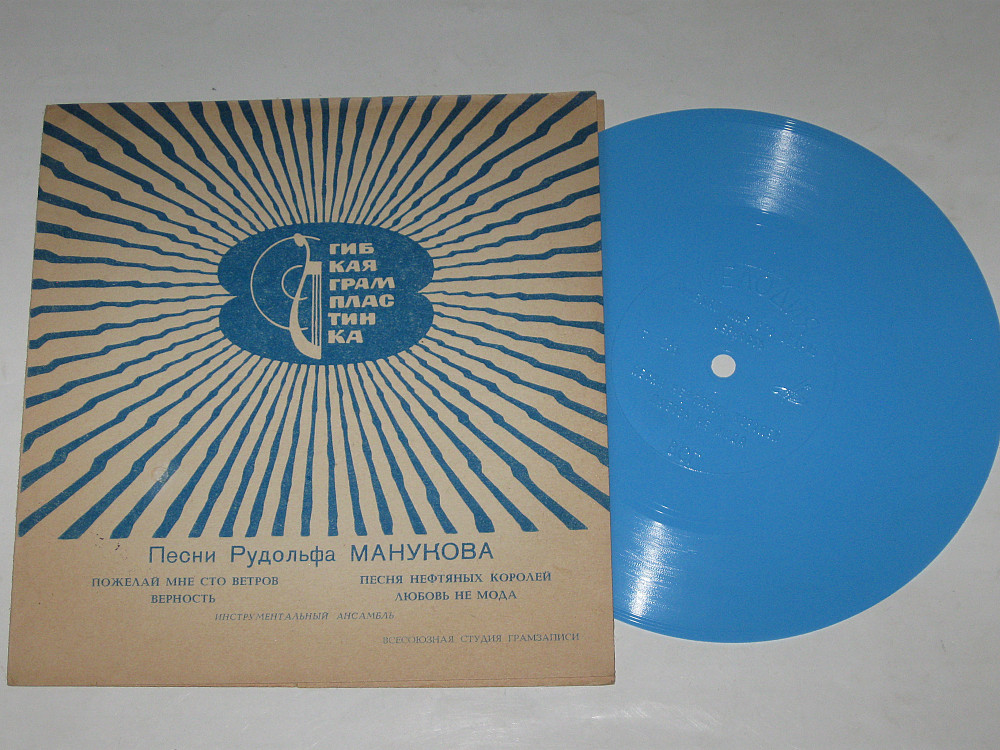 ГИБ
КАЯ
ГРАМ
ПЛАС
ТИН
КА
Песни Рудольфа МАНУКОВА
ПОЖЕЛАЙ МНЕ СТО ВЕТРОВ
ВЕРНОСТЬ
ПЕСНЯ НЕФТЯНЫХ КОРОЛЕЙ
ЛЮБОВЬ НЕ МОДА
ИНСТРУМЕНТАЛЬНЫЙ АНСАМБЛЬ
ВСЕСОЮЗНАЯ СТУДИЯ ГРАМЗАПИСИ